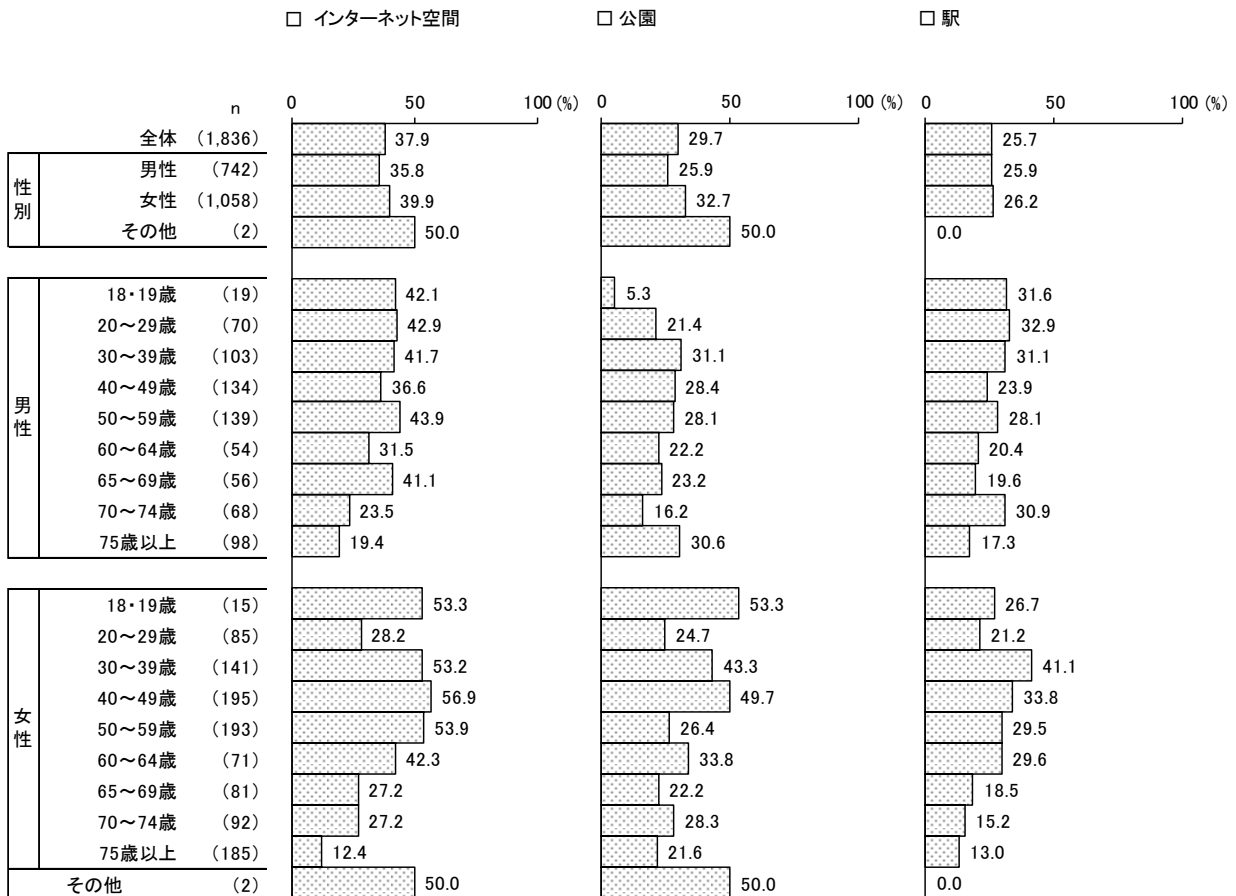 □ インターネット空間 □ 公園 □ 駅
n 0 50 100 (%) 0 50 100 (%) 0 50 100 (%)
全体 (1,836) 37.9 29.7 25.7
性別
男性 (742) 35.8 25.9 25.9
女性 (1,058) 39.9 32.7 26.2
その他 (2) 50.0 50.0 0.0
男性
18・19歳 (19) 42.1 5.3 31.6
20～29歳 (70) 42.9 21.4 32.9
30～39歳 (103) 41.7 31.1 31.1
40～49歳 (134) 36.6 28.4 23.9
50～59歳 (139) 43.9 28.1 28.1
60～64歳 (54) 31.5 22.2 20.4
65～69歳 (56) 41.1 23.2 19.6
70～74歳 (68) 23.5 16.2 30.9
75歳以上 (98) 19.4 30.6 17.3
女性
18・19歳 (15) 53.3 53.3 26.7
20～29歳 (85) 28.2 24.7 21.2
30～39歳 (141) 53.2 43.3 41.1
40～49歳 (195) 56.9 49.7 33.8
50～59歳 (193) 53.9 26.4 29.5
60～64歳 (71) 42.3 33.8 29.6
65～69歳 (81) 27.2 22.2 18.5
70～74歳 (92) 27.2 28.3 15.2
75歳以上 (185) 12.4 21.6 13.0
その他 (2) 50.0 50.0 0.0